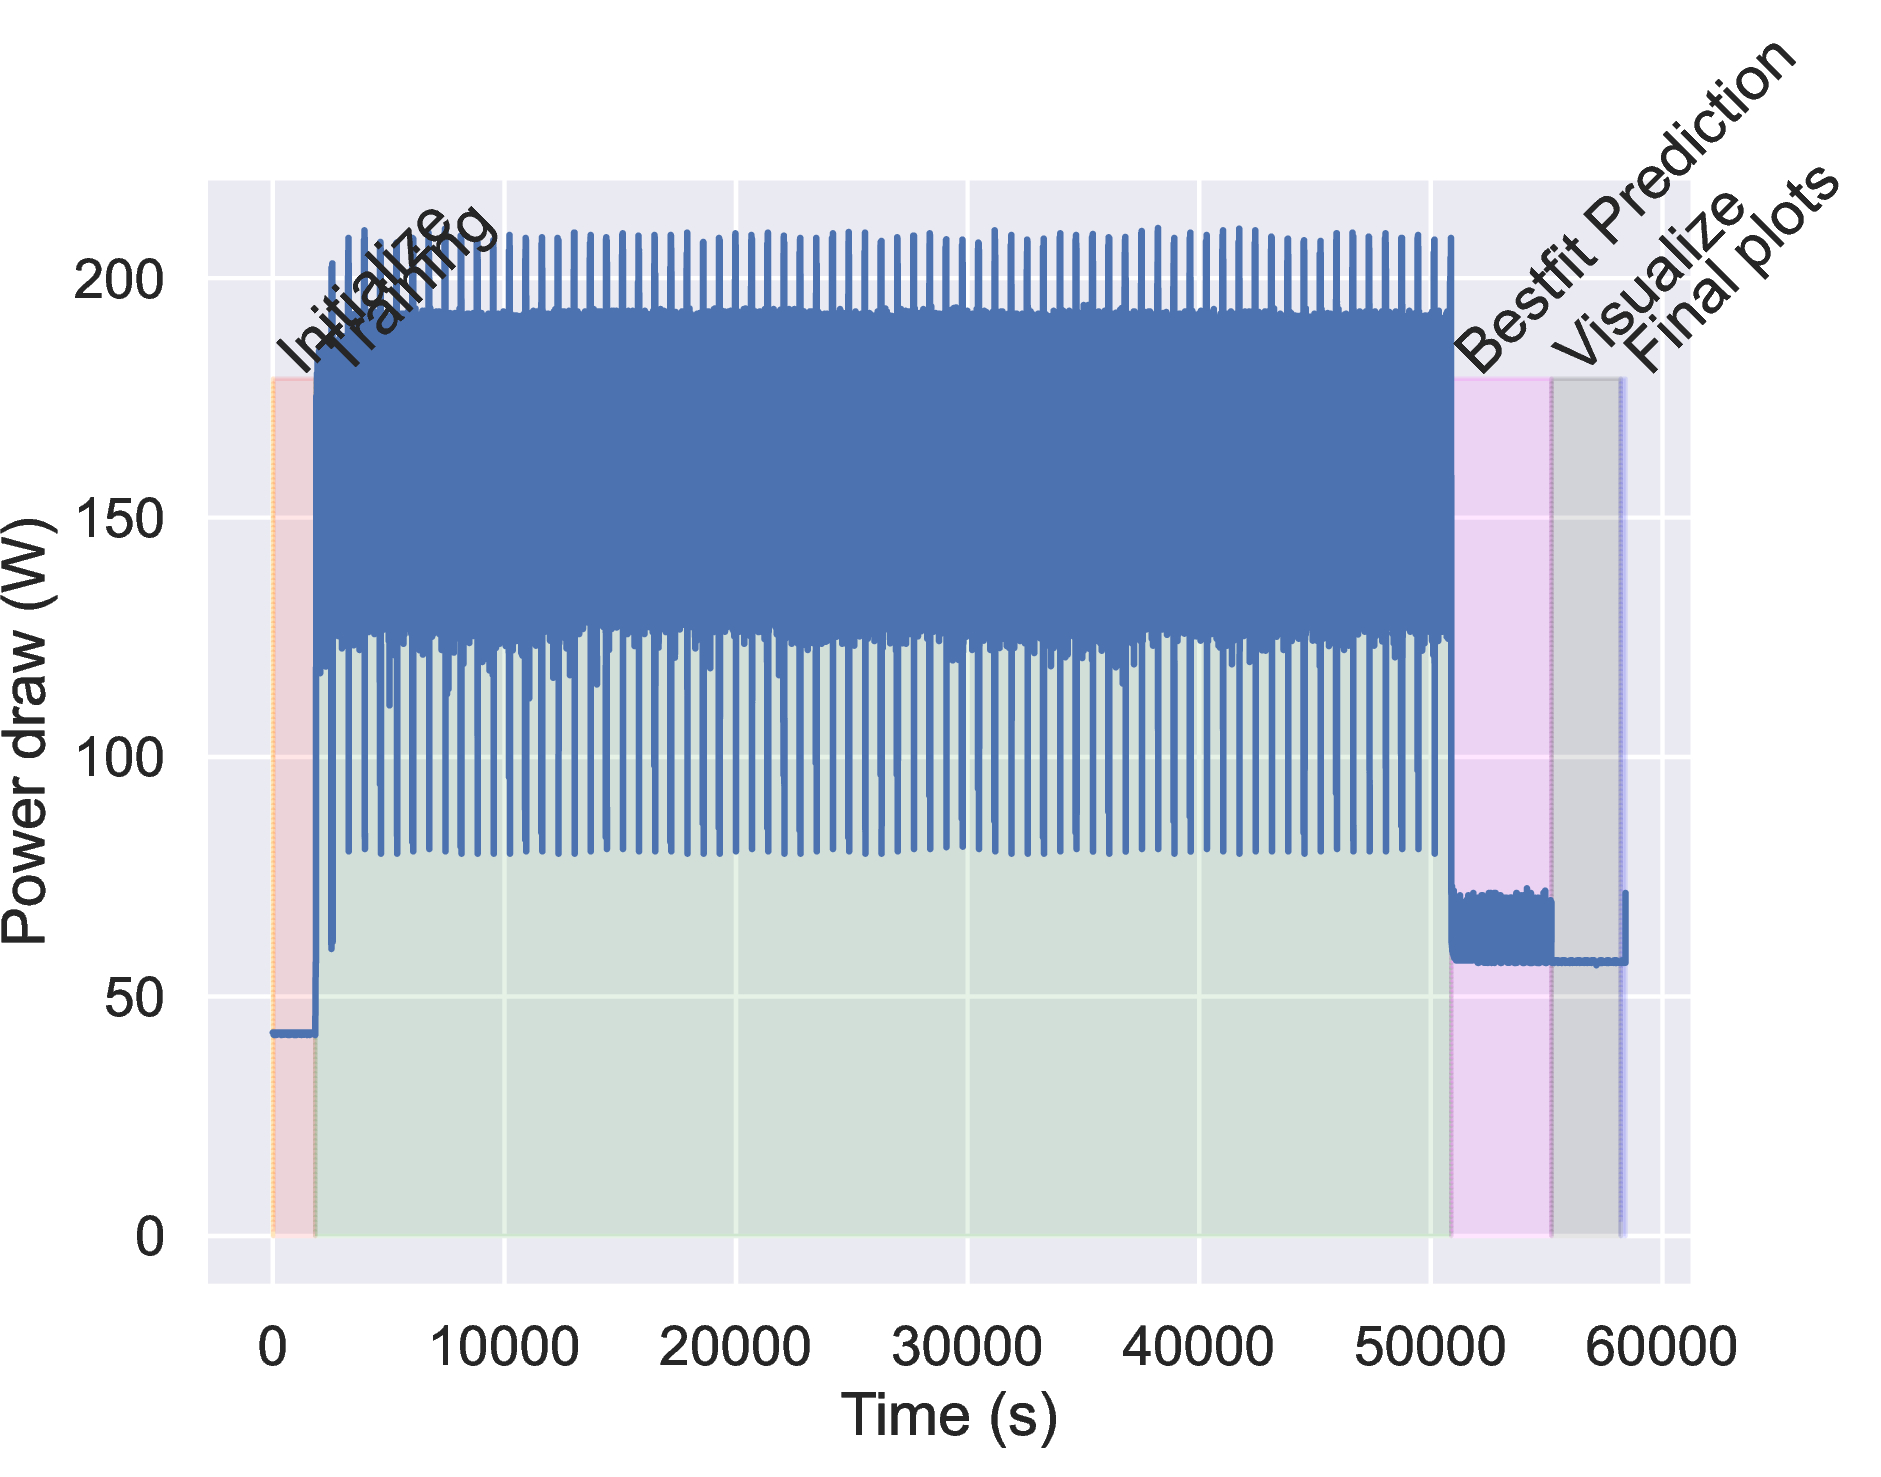 Initialize
Training
Bestfit Prediction
Visualize
Final plots
200
150
100
50
0
Power draw (W)
0 10000 20000 30000 40000 50000 60000
Time (s)